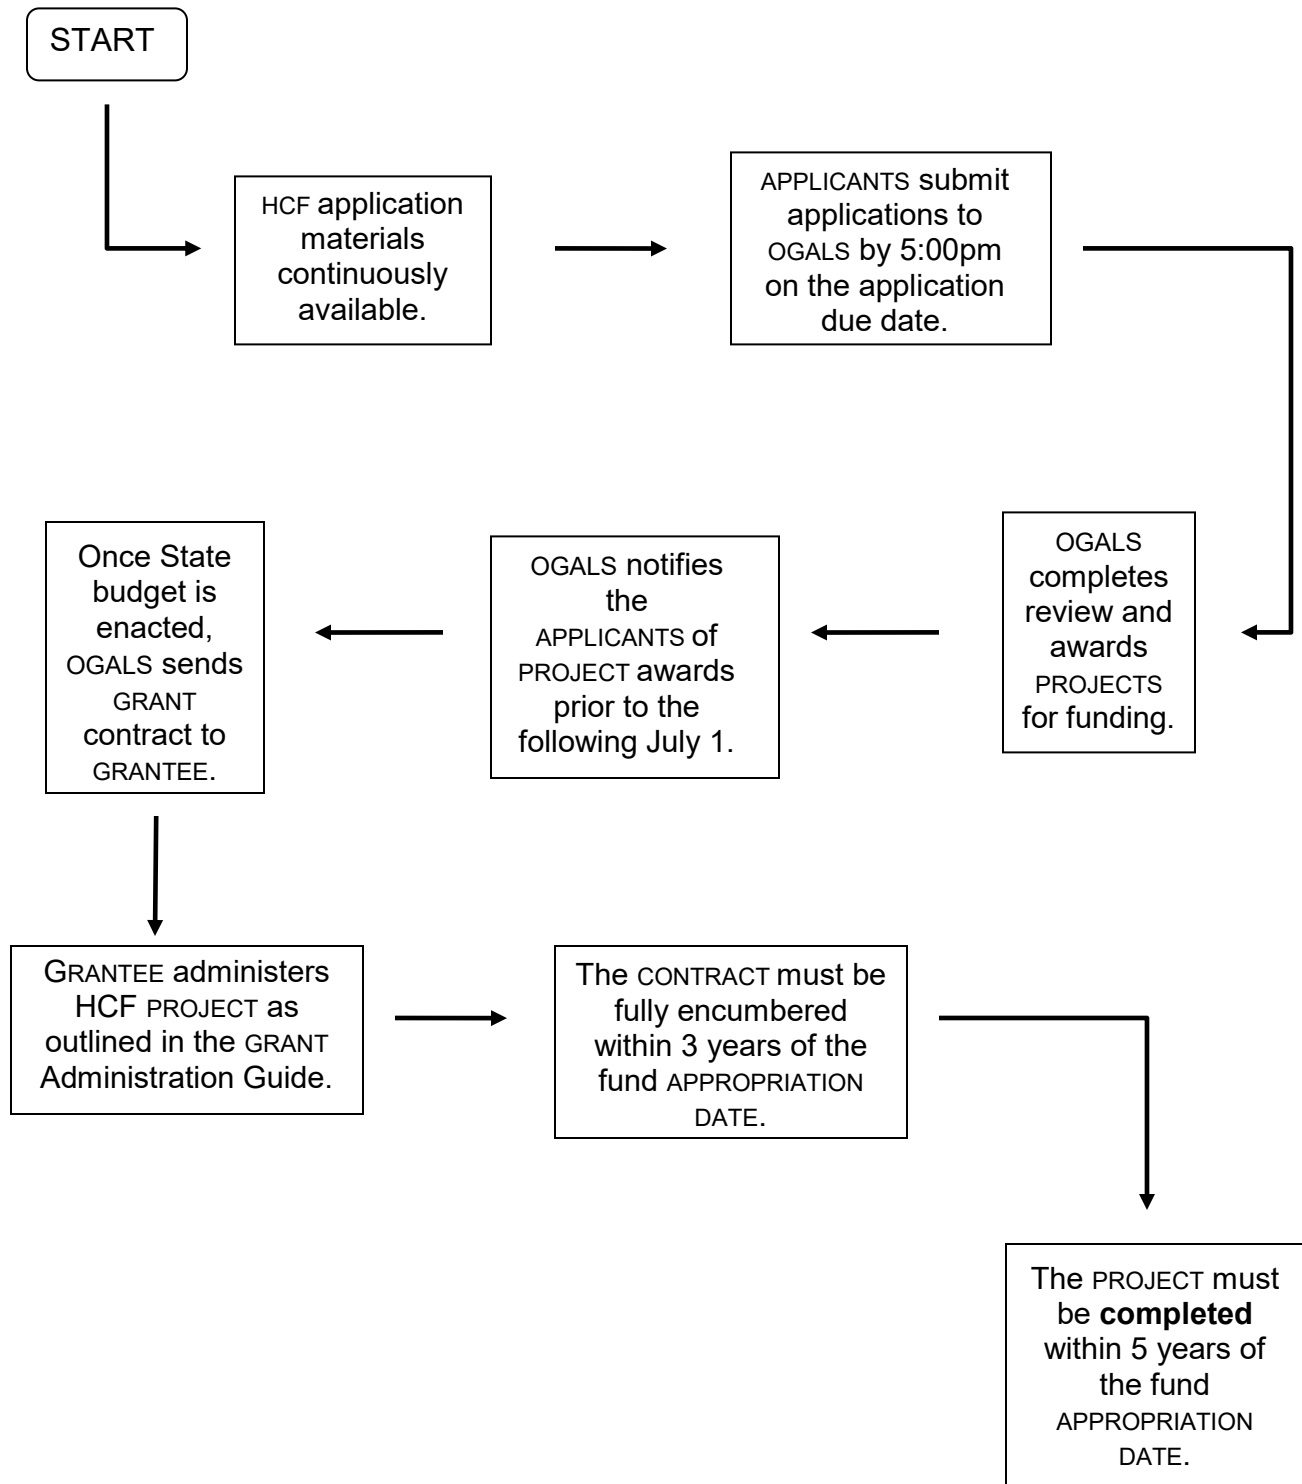 START
HCF application
materials
continuously
available.
APPLICANTS submit
applications to
OGALS by 5:00pm
on the application
due date.
OGALS
completes
review and
awards
PROJECTS
for funding.
OGALS notifies
the
APPLICANTS of
PROJECT awards
prior to the
following July 1.
Once State
budget is
enacted,
OGALS sends
GRANT
contract to
GRANTEE.
GRANTEE administers
HCF PROJECT as
outlined in the GRANT
Administration Guide.
The CONTRACT must be
fully encumbered
within 3 years of the
fund APPROPRIATION
DATE.
The PROJECT must
be completed
within 5 years of
the fund
APPROPRIATION
DATE.